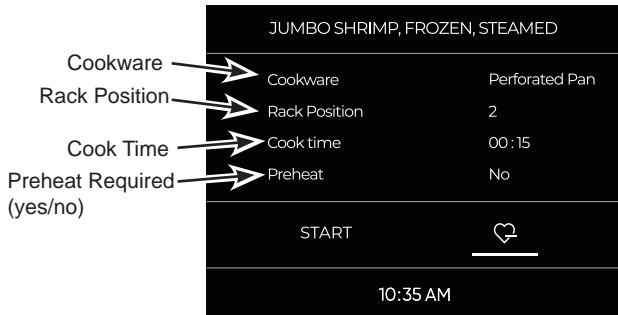 JUMBO SHRIMP, FROZEN, STEAMED
Cookware
Cookware Perforated Pan
Rack Position
Rack Position 2
Cook Time
Cook time 00:15
Preheat Required
(yes/no)
Preheat No
START
10:35 AM